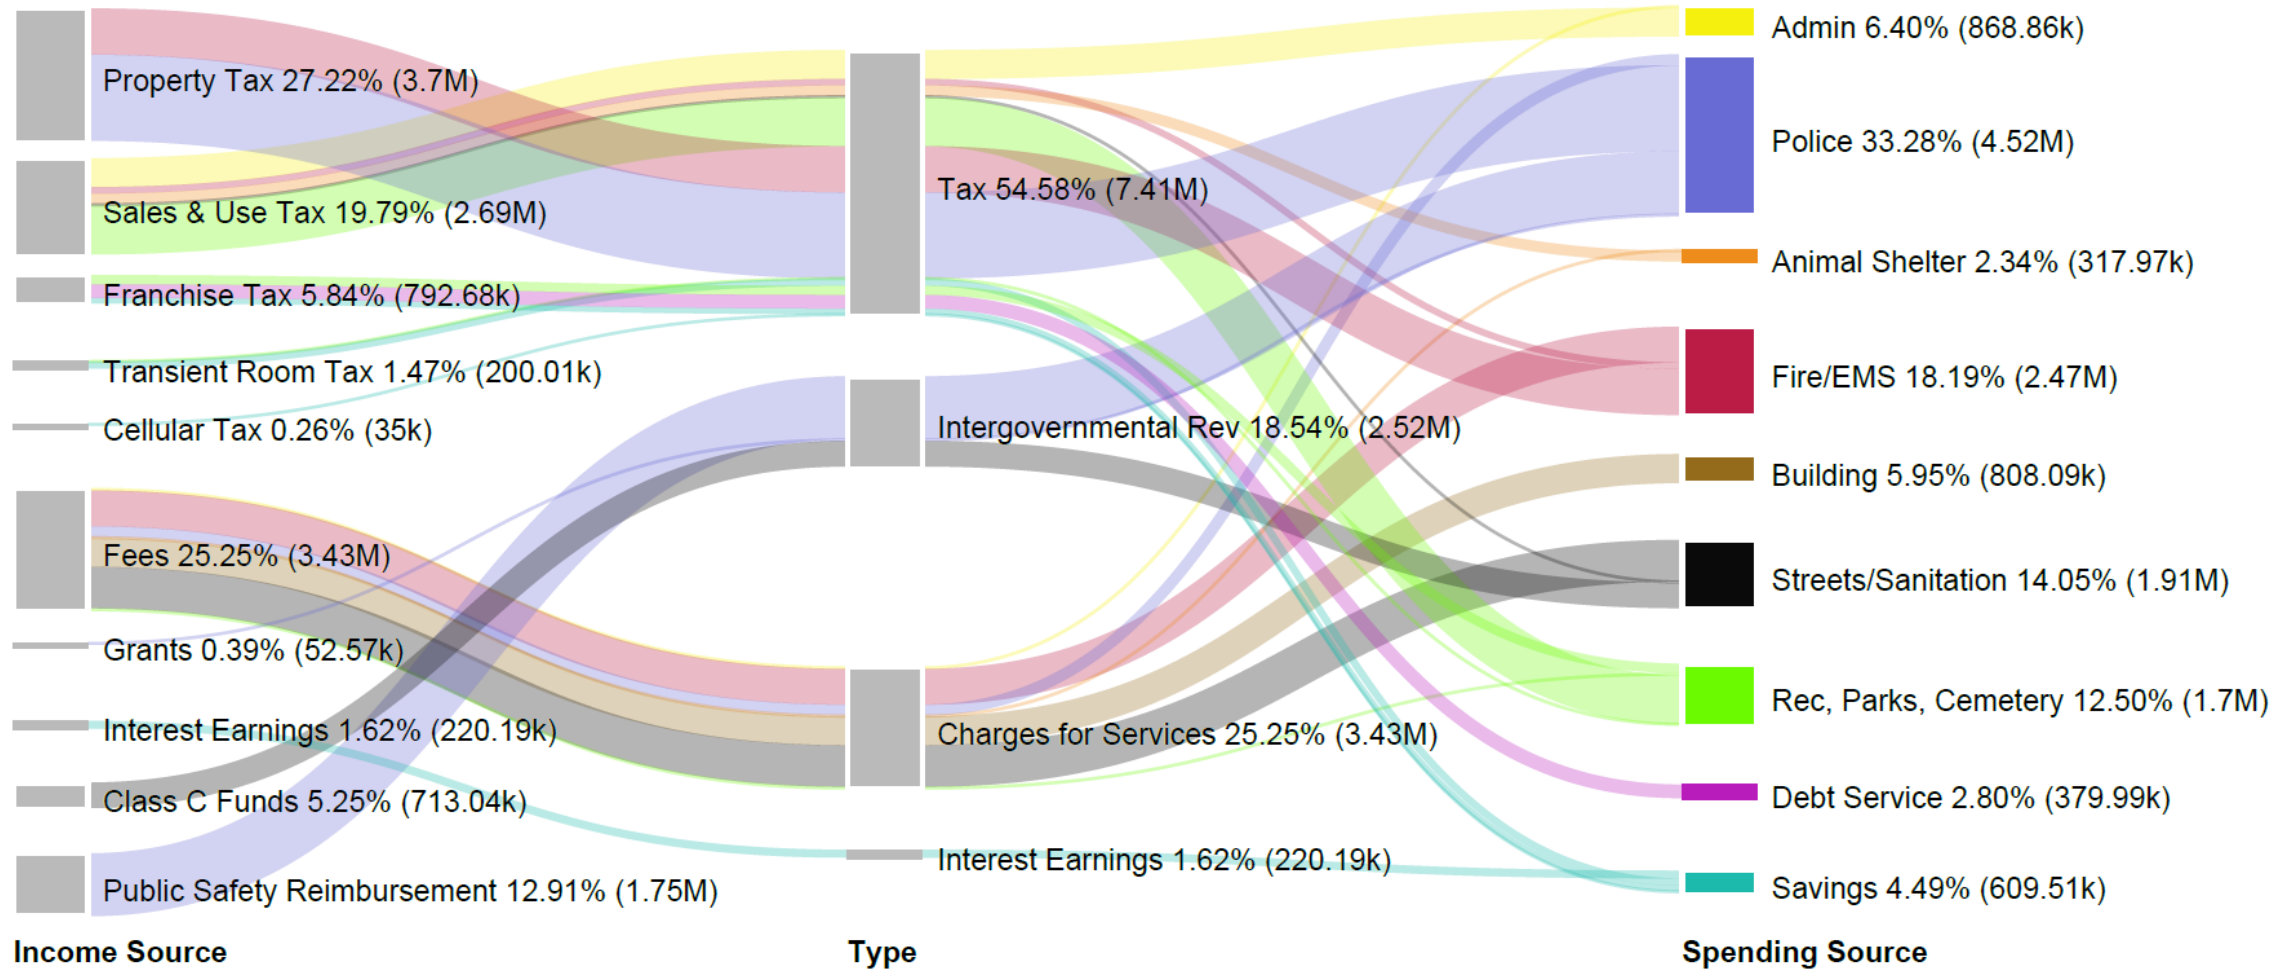 Property Tax 27.22% (3.7M)
Sales & Use Tax 19.79% (2.69M)
Franchise Tax 5.84% (792.68k)
Transient Room Tax 1.47% (200.01k)
Cellular Tax 0.26% (35k)
Fees 25.25% (3.43M)
Grants 0.39% (52.57k)
Interest Earnings 1.62% (220.19k)
Class C Funds 5.25% (713.04k)
Public Safety Reimbursement 12.91% (1.75M)
Income Source
Tax 54.58% (7.41M)
Intergovernmental Rev 18.54% (2.52M)
Charges for Services 25.25% (3.43M)
Interest Earnings 1.62% (220.19k)
Type
Admin 6.40% (868.86k)
Police 33.28% (4.52M)
Animal Shelter 2.34% (317.97k)
Fire/EMS 18.19% (2.47M)
Building 5.95% (808.09k)
Streets/Sanitation 14.05% (1.91M)
Rec, Parks, Cemetery 12.50% (1.7M)
Debt Service 2.80% (379.99k)
Savings 4.49% (609.51k)
Spending Source